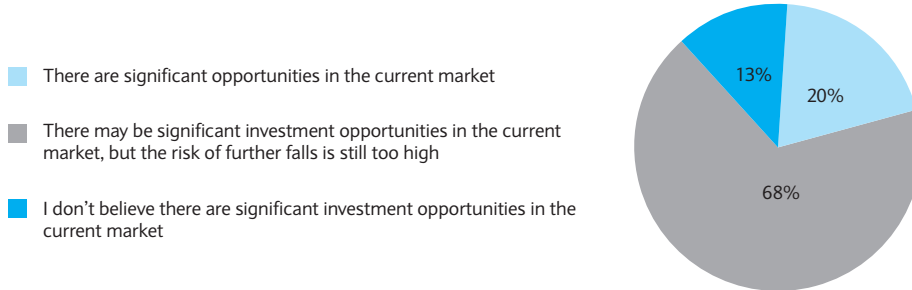 There are significant opportunities in the current market
There may be significant investment opportunities in the current
market, but the risk of further falls is still too high
I don’t believe there are significant investment opportunities in the
current market
13%
20%
68%